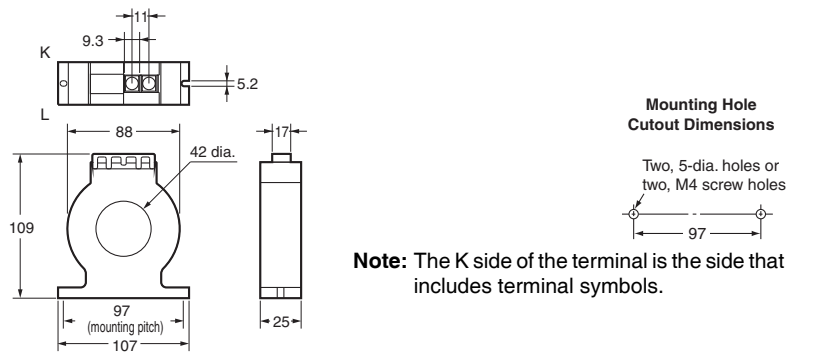 11
9.3
K
5.2
L
88
17
42 dia.
109
97
(mounting pitch)
107
25
Mounting Hole
Cutout Dimensions
Two, 5-dia. holes or
two, M4 screw holes
97
Note: The K side of the terminal is the side that
includes terminal symbols.